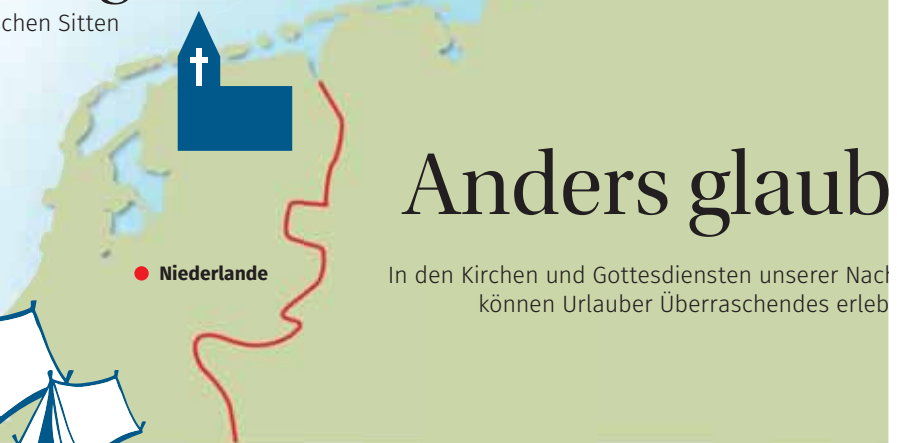 chen Sitten
Anders glaub
Niederlande
In den Kirchen und Gottesdiensten unserer Nach
können Urlauber Überraschendes erleb